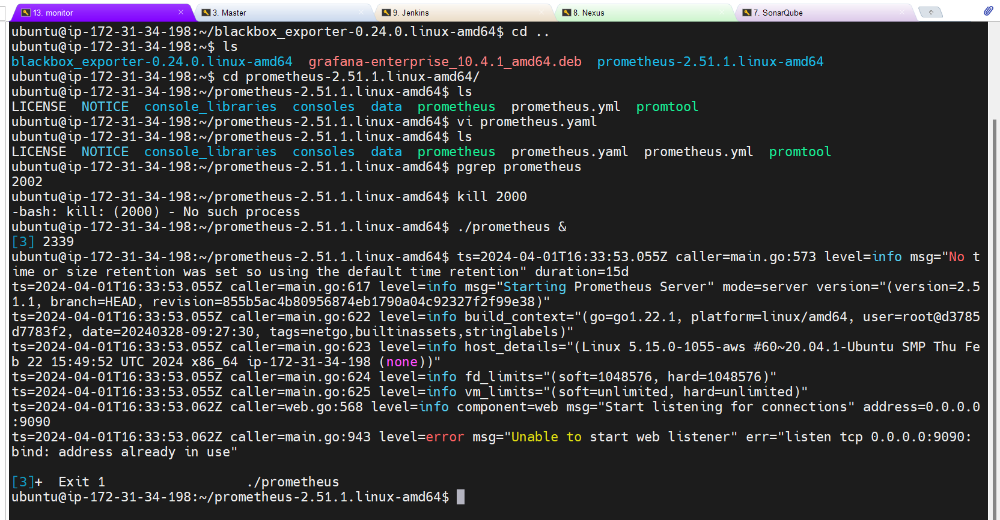 13. monitor
3. Master
9. Jenkins
8. Nexus
7. SonarQube
ubuntu@ip-172-31-34-198:~/blackbox_exporter-0.24.0.linux-amd64$ cd ..
ubuntu@ip-172-31-34-198:~$ ls
blackbox_exporter-0.24.0.linux-amd64  grafana-enterprise_10.4.1_amd64.deb  prometheus-2.51.1.linux-amd64
ubuntu@ip-172-31-34-198:~$ cd prometheus-2.51.1.linux-amd64/
ubuntu@ip-172-31-34-198:~/prometheus-2.51.1.linux-amd64$ ls
LICENSE  NOTICE  console_libraries  consoles  data  prometheus  prometheus.yml  promtool
ubuntu@ip-172-31-34-198:~/prometheus-2.51.1.linux-amd64$ vi prometheus.yaml
ubuntu@ip-172-31-34-198:~/prometheus-2.51.1.linux-amd64$ ls
LICENSE  NOTICE  console_libraries  consoles  data  prometheus  prometheus.yaml  prometheus.yml  promtool
ubuntu@ip-172-31-34-198:~/prometheus-2.51.1.linux-amd64$ pgrep prometheus
2002
ubuntu@ip-172-31-34-198:~/prometheus-2.51.1.linux-amd64$ kill 2000
-bash: kill: (2000) - No such process
ubuntu@ip-172-31-34-198:~/prometheus-2.51.1.linux-amd64$ ./prometheus &
[3] 2339
ubuntu@ip-172-31-34-198:~/prometheus-2.51.1.linux-amd64$ ts=2024-04-01T16:33:53.055Z caller=main.go:573 level=info msg="No t
ime or size retention was set so using the default time retention" duration=15d
ts=2024-04-01T16:33:53.055Z caller=main.go:617 level=info msg="Starting Prometheus Server" mode=server version="(version=2.5
1.1, branch=HEAD, revision=855b5ac4b80956874eb1790a04c92327f2f99e38)"
ts=2024-04-01T16:33:53.055Z caller=main.go:622 level=info build_context="(go=go1.22.1, platform=linux/amd64, user=root@d3785
d7783f2, date=20240328-09:27:30, tags=netgo,builtinassets,stringlabels)"
ts=2024-04-01T16:33:53.055Z caller=main.go:623 level=info host_details="(Linux 5.15.0-1055-aws #60~20.04.1-Ubuntu SMP Thu Fe
b 22 15:49:52 UTC 2024 x86_64 ip-172-31-34-198 (none))"
ts=2024-04-01T16:33:53.055Z caller=main.go:624 level=info fd_limits="(soft=1048576, hard=1048576)"
ts=2024-04-01T16:33:53.055Z caller=main.go:625 level=info vm_limits="(soft=unlimited, hard=unlimited)"
ts=2024-04-01T16:33:53.062Z caller=web.go:568 level=info component=web msg="Start listening for connections" address=0.0.0.0
:9090
ts=2024-04-01T16:33:53.062Z caller=main.go:943 level=error msg="Unable to start web listener" err="listen tcp 0.0.0.0:9090:
bind: address already in use"
[3]+  Exit 1                  ./prometheus
ubuntu@ip-172-31-34-198:~/prometheus-2.51.1.linux-amd64$